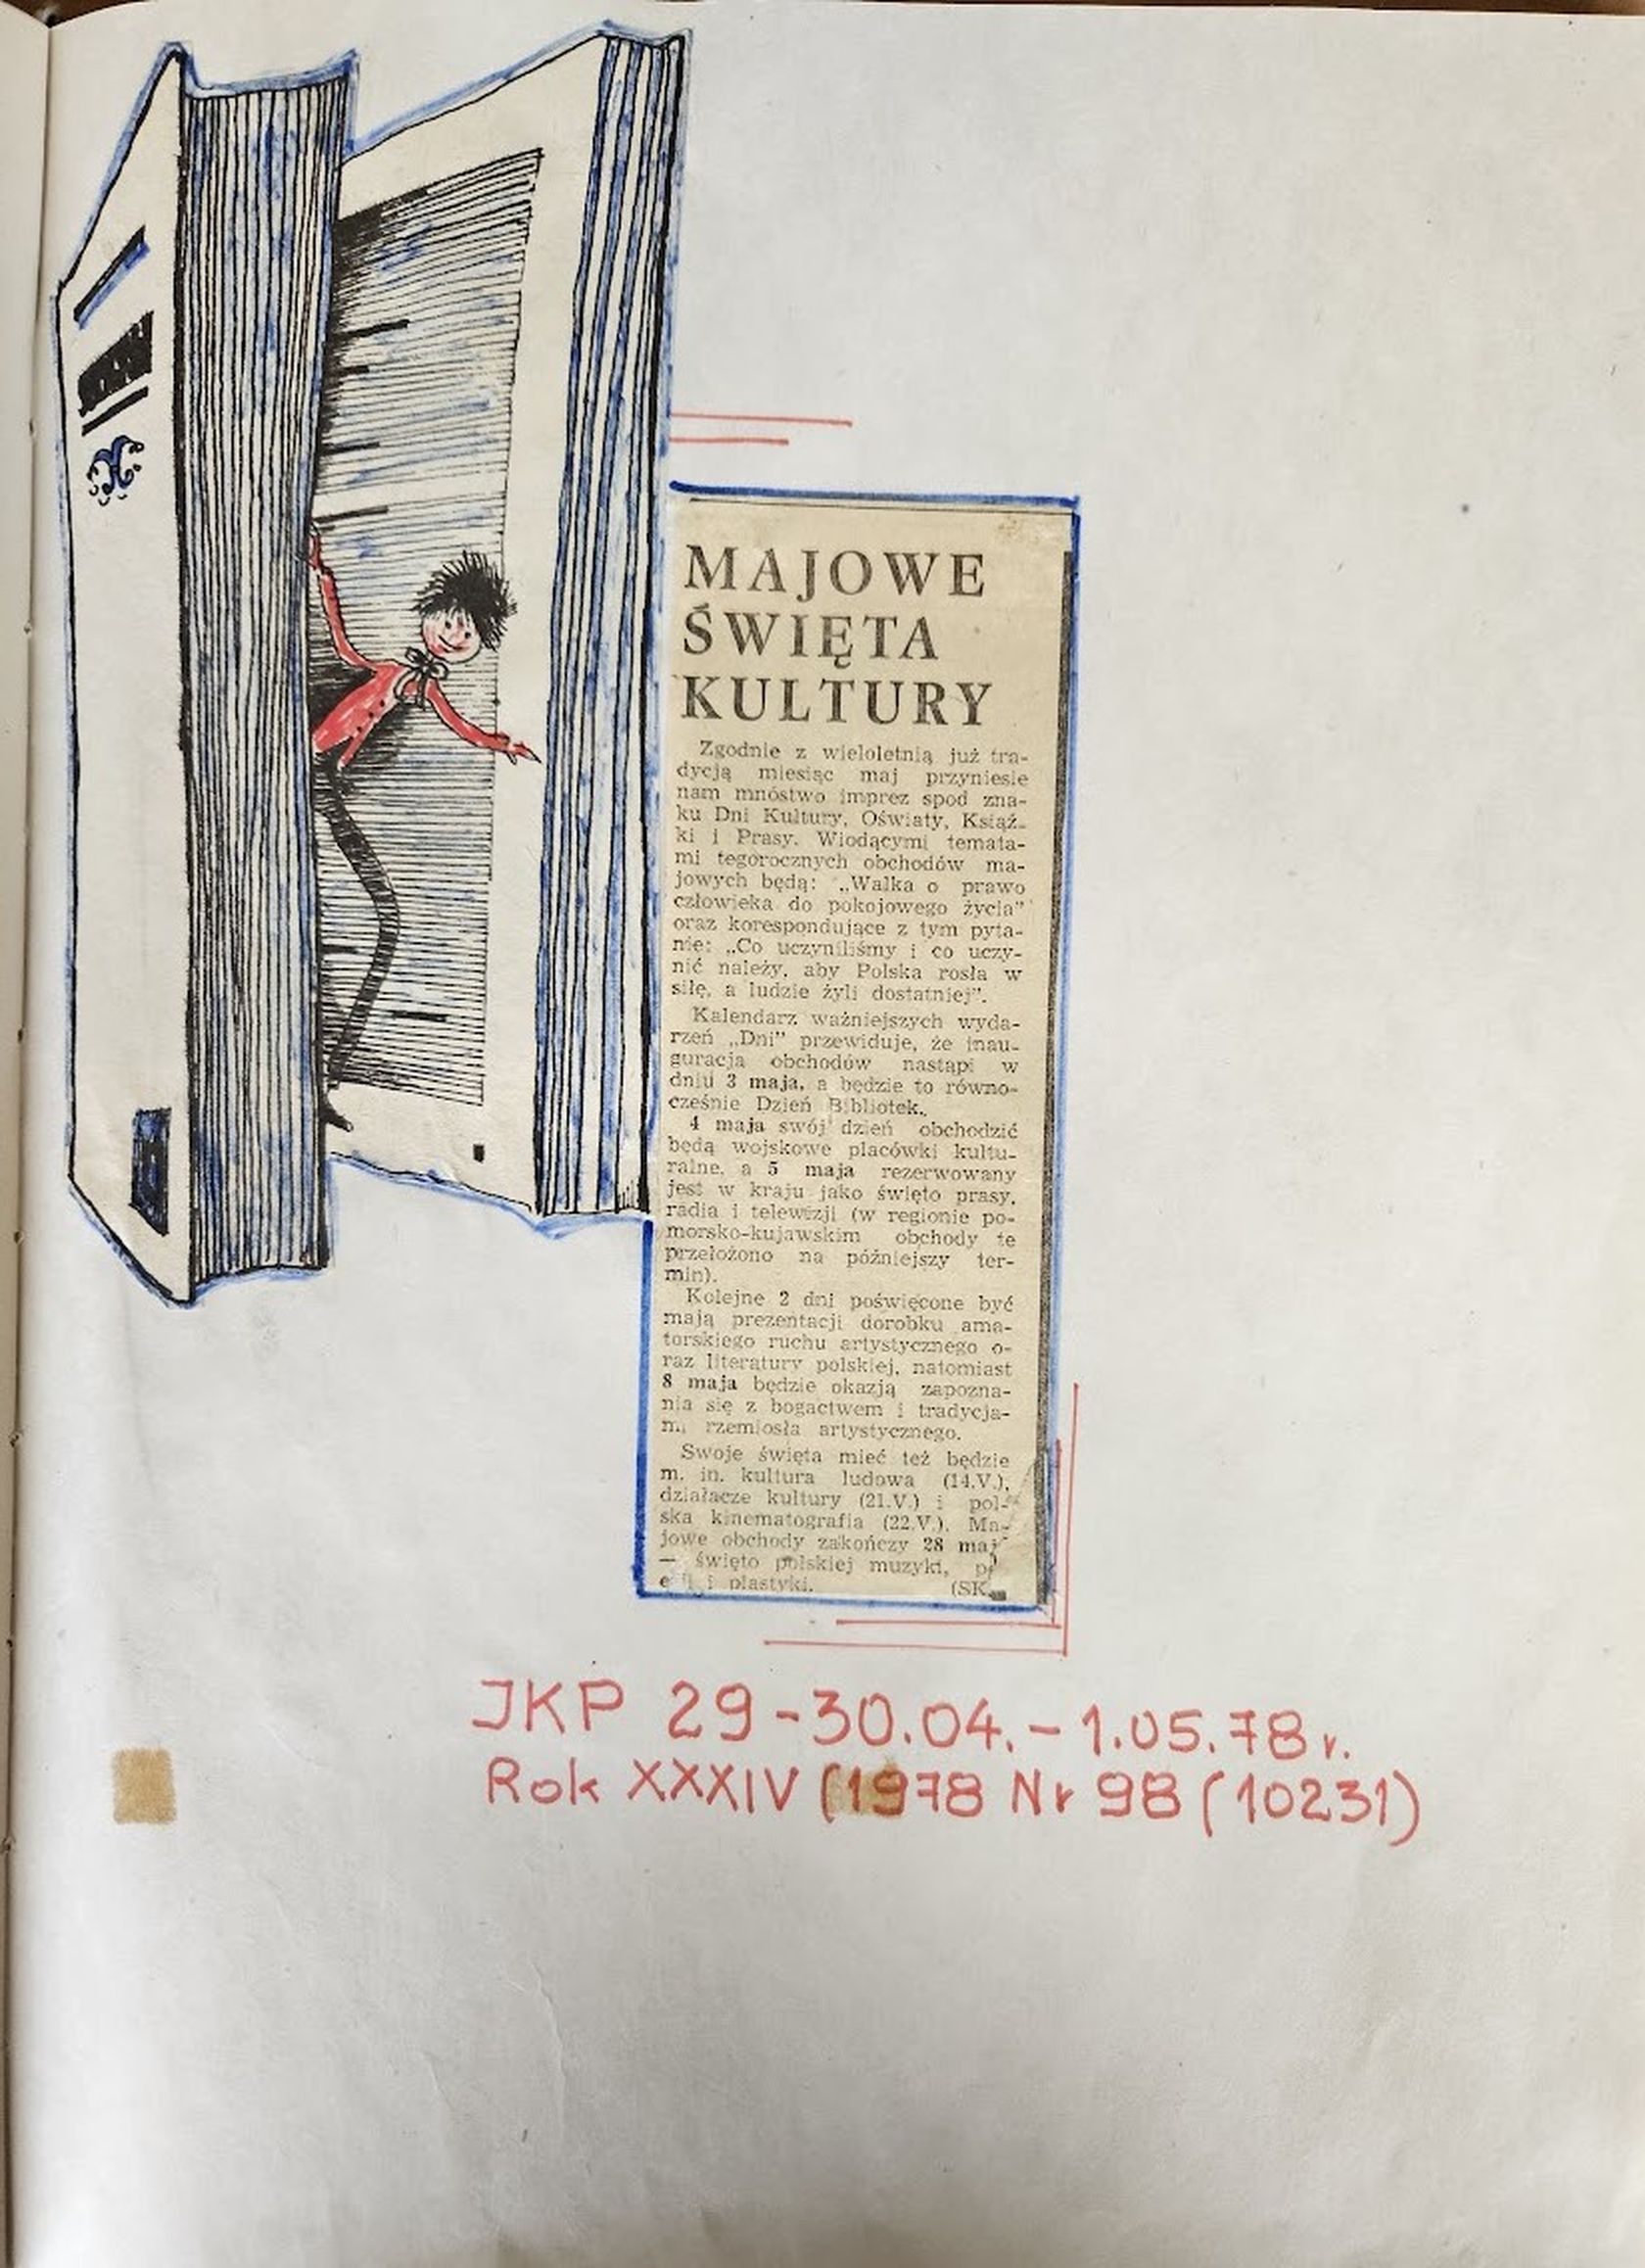 MAJOWE
ŚWIĘTA
KULTURY
Zgodnie z wieloletnią już tra-
dycją miesiąc maj przyniesie
nam mnóstwo imprez spod zna-
ku Dni Kultury, Oświaty, Książ-
ki i Prasy. Wiodącymi temata-
mi tegorocznych obchodów ma-
jowych będą: „Walka o prawo
człowieka do pokojowego życia"
oraz korespondujące z tym pyta-
nie: „Co uczyniliśmy i co uczy-
nić należy, aby Polska rosła w
siłę, a ludzie żyli dostatniej".
Kalendarz ważniejszych wyda-
rzeń „Dni" przewiduje, że inau-
guracja obchodów nastąpi w
dniu 3 maja, a będzie to równo-
cześnie Dzień Bibliotek.
4 maja swój dzień obchodzić
będą wojskowe placówki kultu-
ralne, a 5 maja rezerwowany
jest w kraju jako święto prasy,
radia i telewizji (w regionie po-
morsko-kujawskim obchody te
przełożono na późniejszy ter-
min).
Kolejne 2 dni poświęcone być
mają prezentacji dorobku ama-
torskiego ruchu artystycznego o-
raz literatury polskiej, natomiast
8 maja będzie okazją zapozna-
nia się z bogactwem i tradycja-
mi rzemiosła artystycznego.
Swoje święta mieć też będzie
m. in. kultura ludowa (14.V.),
działacze kultury (21.V.) i pol-
ska kinematografia (22.V.). Ma-
jowe obchody zakończy 28 maj
— święto polskiej muzyki,
i plastyki. (SK
JKP 29-30.04.-1.05.78r.
Rok XXXIV (1978 Nr 98 (10231)